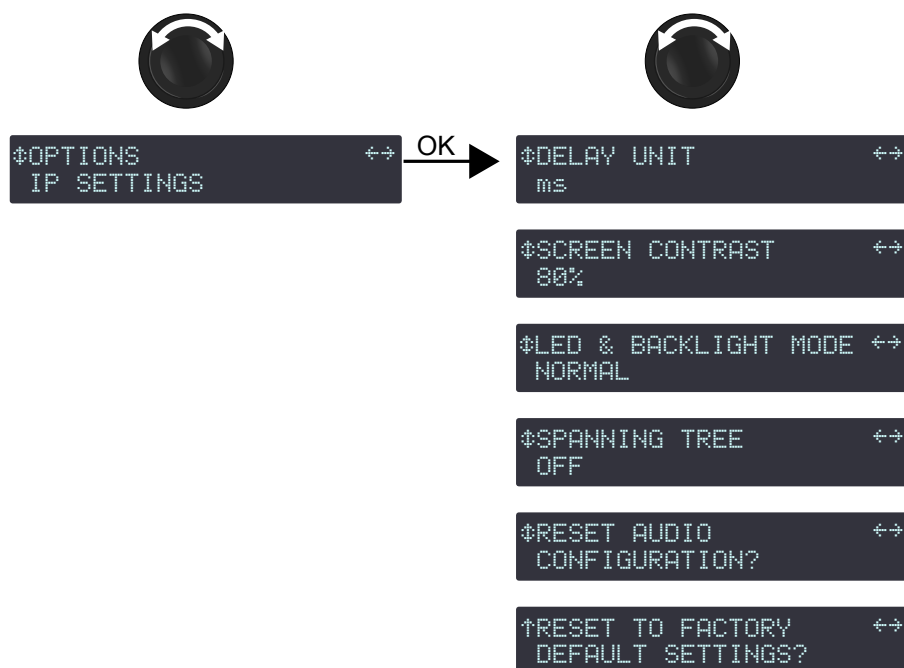 ↕OPTIONS ↔
IP SETTINGS
OK
↕DELAY UNIT ↔
ms
↕SCREEN CONTRAST ↔
80%
↕LED & BACKLIGHT MODE ↔
NORMAL
↕SPANNING TREE ↔
OFF
↕RESET AUDIO ↔
CONFIGURATION?
↑RESET TO FACTORY ↔
DEFAULT SETTINGS?